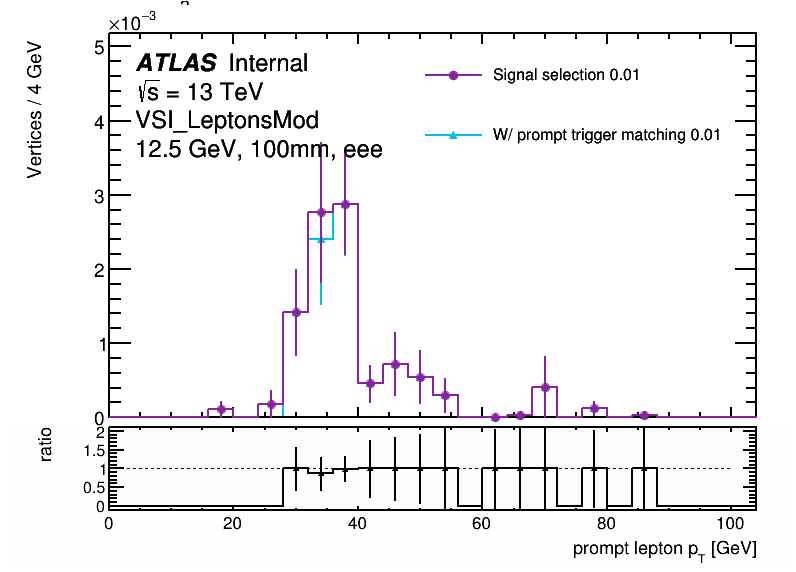 ×10⁻³
5
4
3
2
1
0
Vertices / 4 GeV
ATLAS Internal
√s = 13 TeV
VSI_LeptonsMod
12.5 GeV, 100mm, eee
Signal selection 0.01
W/ prompt trigger matching 0.01
ratio
2
1.5
1
0.5
0
0 20 40 60 80 100
prompt lepton p_T [GeV]